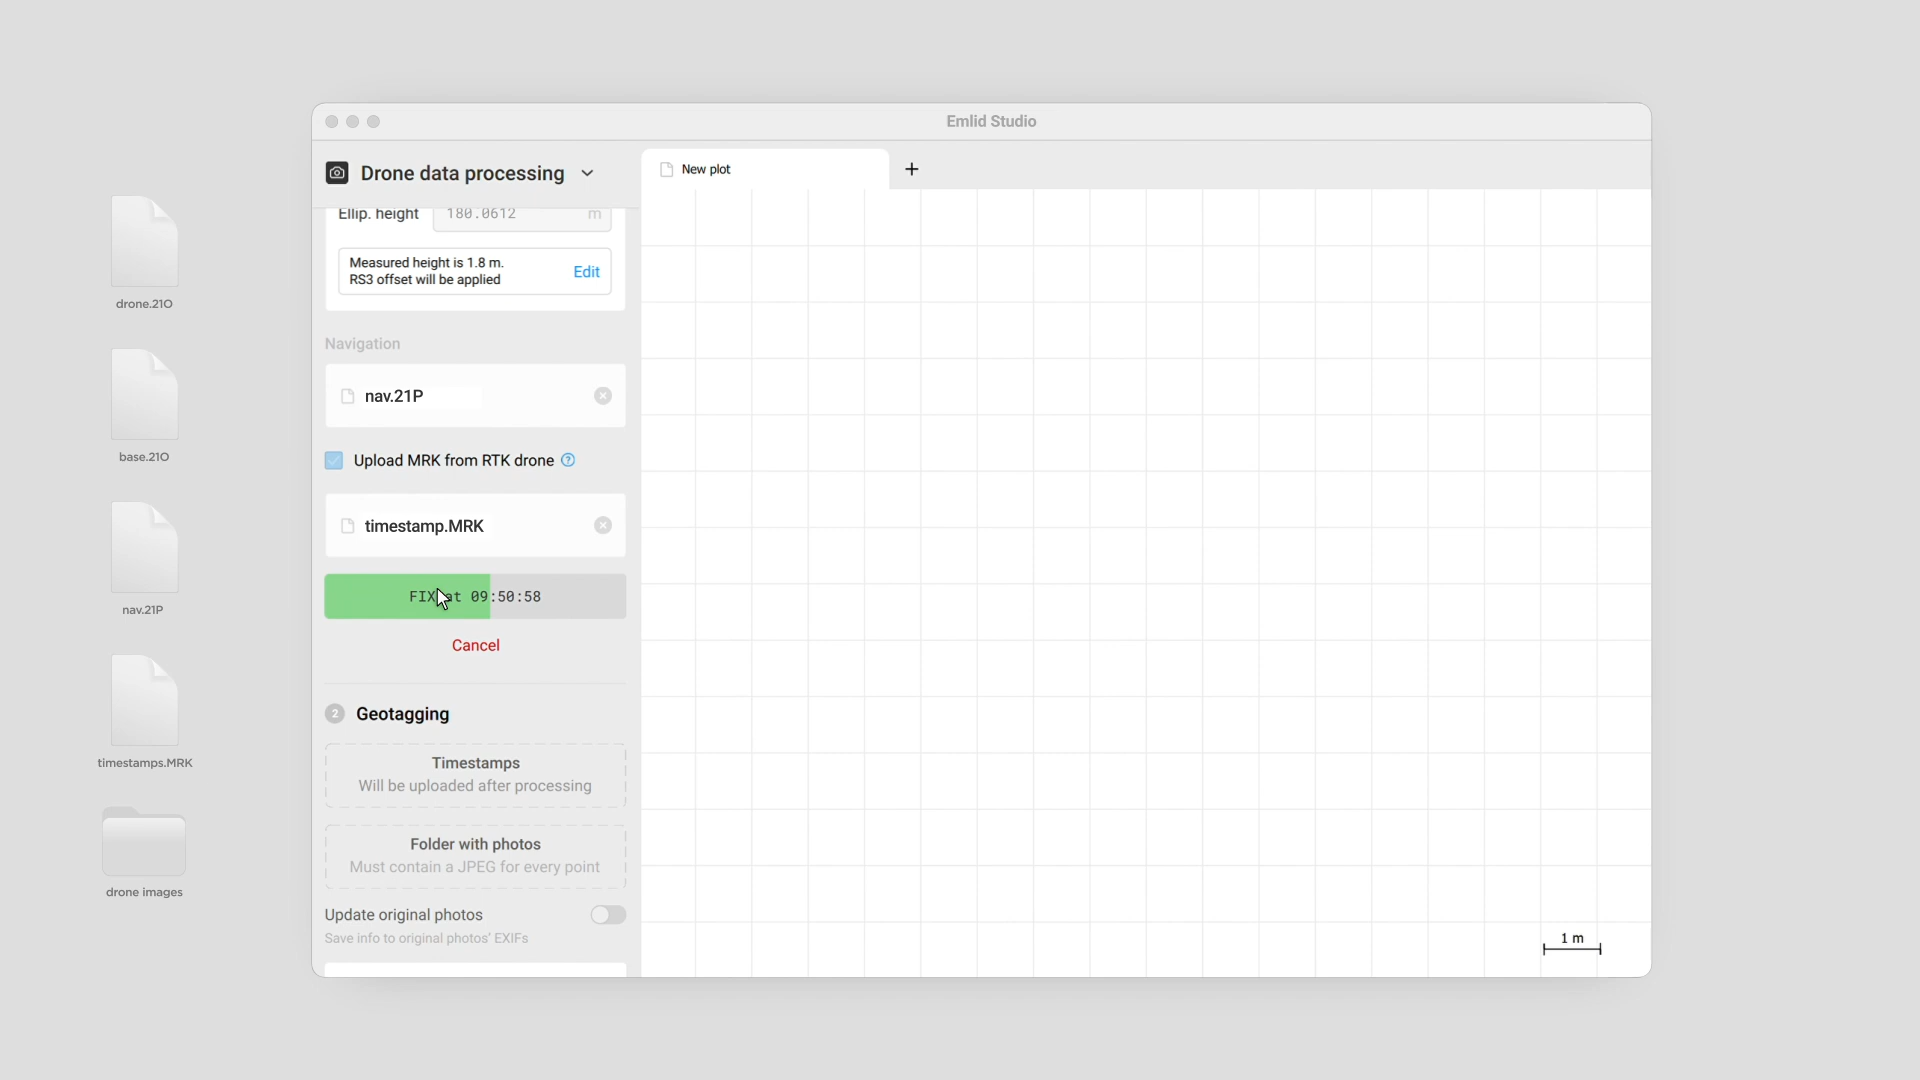 Emlid Studio
Drone data processing
New plot
+
Ellip. height 180.0612 m
Measured height is 1.8 m.
RS3 offset will be applied
Edit
Navigation
nav.21P
Upload MRK from RTK drone ?
timestamp.MRK
FIX at 09:50:58
Cancel
2 Geotagging
Timestamps
Will be uploaded after processing
Folder with photos
Must contain a JPEG for every point
Update original photos
Save info to original photos' EXIFs
1 m
drone.21O
base.21O
nav.21P
timestamps.MRK
drone images